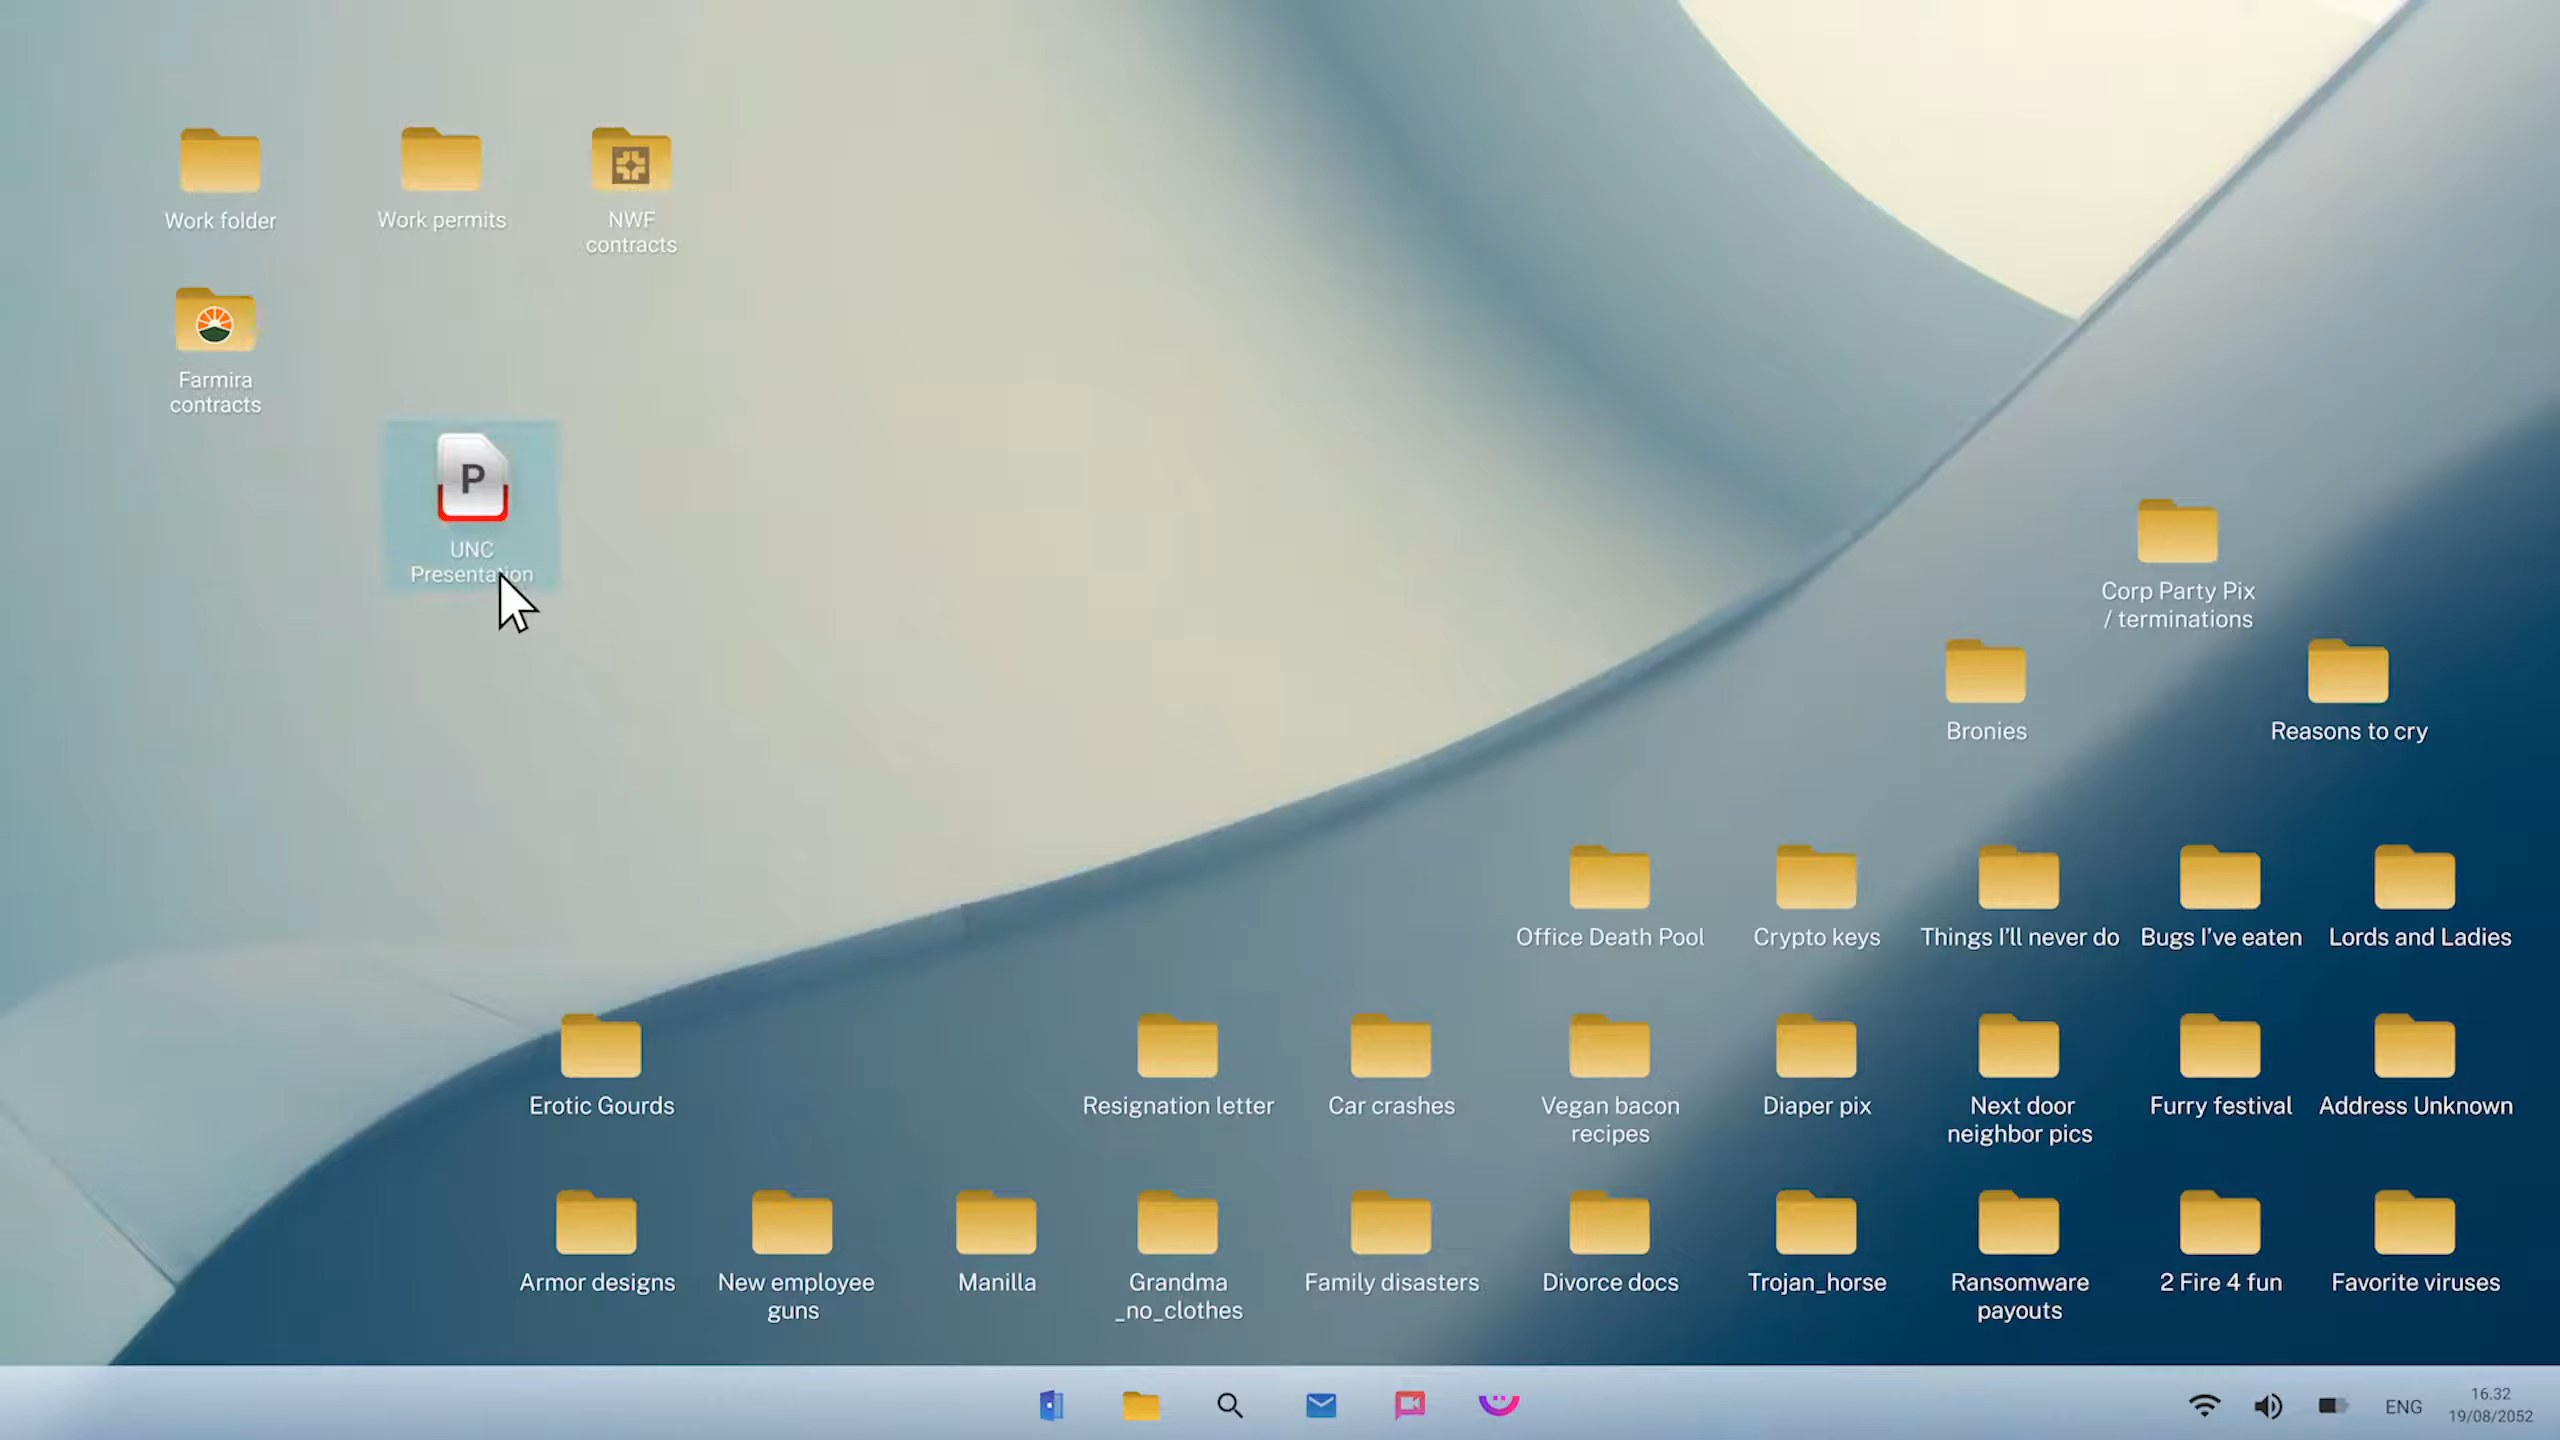 Work folder
Work permits
NWF
contracts
Farmira
contracts
P
UNC
Presentation
Corp Party Pix
/ terminations
Bronies
Reasons to cry
Office Death Pool
Crypto keys
Things I'll never do
Bugs I've eaten
Lords and Ladies
Erotic Gourds
Resignation letter
Car crashes
Vegan bacon
recipes
Diaper pix
Next door
neighbor pics
Furry festival
Address Unknown
Armor designs
New employee
guns
Manilla
Grandma
_no_clothes
Family disasters
Divorce docs
Trojan_horse
Ransomware
payouts
2 Fire 4 fun
Favorite viruses
ENG
16.32
19/08/2052